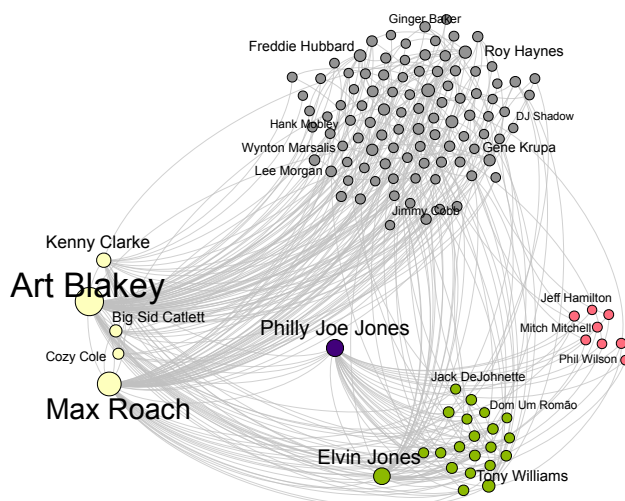 Ginger Baker
Freddie Hubbard
Roy Haynes
DJ Shadow
Hank Mobley
Wynton Marsalis
Gene Krupa
Lee Morgan
Jimmy Cobb
Kenny Clarke
Art Blakey
Big Sid Catlett
Cozy Cole
Max Roach
Philly Joe Jones
Jeff Hamilton
Mitch Mitchell
Phil Wilson
Jack DeJohnette
Dom Um Romão
Elvin Jones
Tony Williams